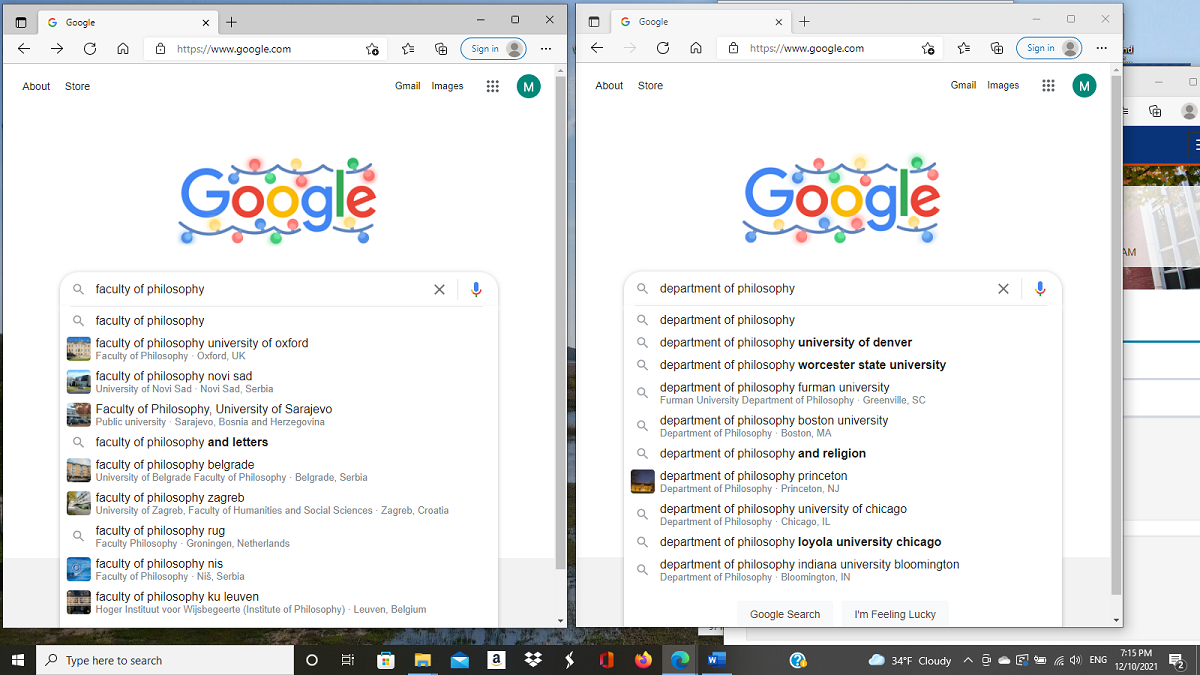 Google
https://www.google.com
Sign in
About
Store
Gmail
Images
M
Google
faculty of philosophy
faculty of philosophy
faculty of philosophy university of oxford
Faculty of Philosophy · Oxford, UK
faculty of philosophy novi sad
University of Novi Sad · Novi Sad, Serbia
Faculty of Philosophy, University of Sarajevo
Public university · Sarajevo, Bosnia and Herzegovina
faculty of philosophy and letters
faculty of philosophy belgrade
University of Belgrade Faculty of Philosophy · Belgrade, Serbia
faculty of philosophy zagreb
University of Zagreb, Faculty of Humanities and Social Sciences · Zagreb, Croatia
faculty of philosophy rug
Faculty Philosophy · Groningen, Netherlands
faculty of philosophy nis
Faculty of Philosophy · Niš, Serbia
faculty of philosophy ku leuven
Hoger Instituut voor Wijsbegeerte (Institute of Philosophy) · Leuven, Belgium
Google
https://www.google.com
Sign in
About
Store
Gmail
Images
M
Google
department of philosophy
department of philosophy
department of philosophy university of denver
department of philosophy worcester state university
department of philosophy furman university
Furman University Department of Philosophy · Greenville, SC
department of philosophy boston university
Department of Philosophy · Boston, MA
department of philosophy and religion
department of philosophy princeton
Department of Philosophy · Princeton, NJ
department of philosophy university of chicago
Department of Philosophy · Chicago, IL
department of philosophy loyola university chicago
department of philosophy indiana university bloomington
Department of Philosophy · Bloomington, IN
Google Search
I'm Feeling Lucky
AM
Type here to search
34°F Cloudy
ENG
7:15 PM
12/10/2021
2